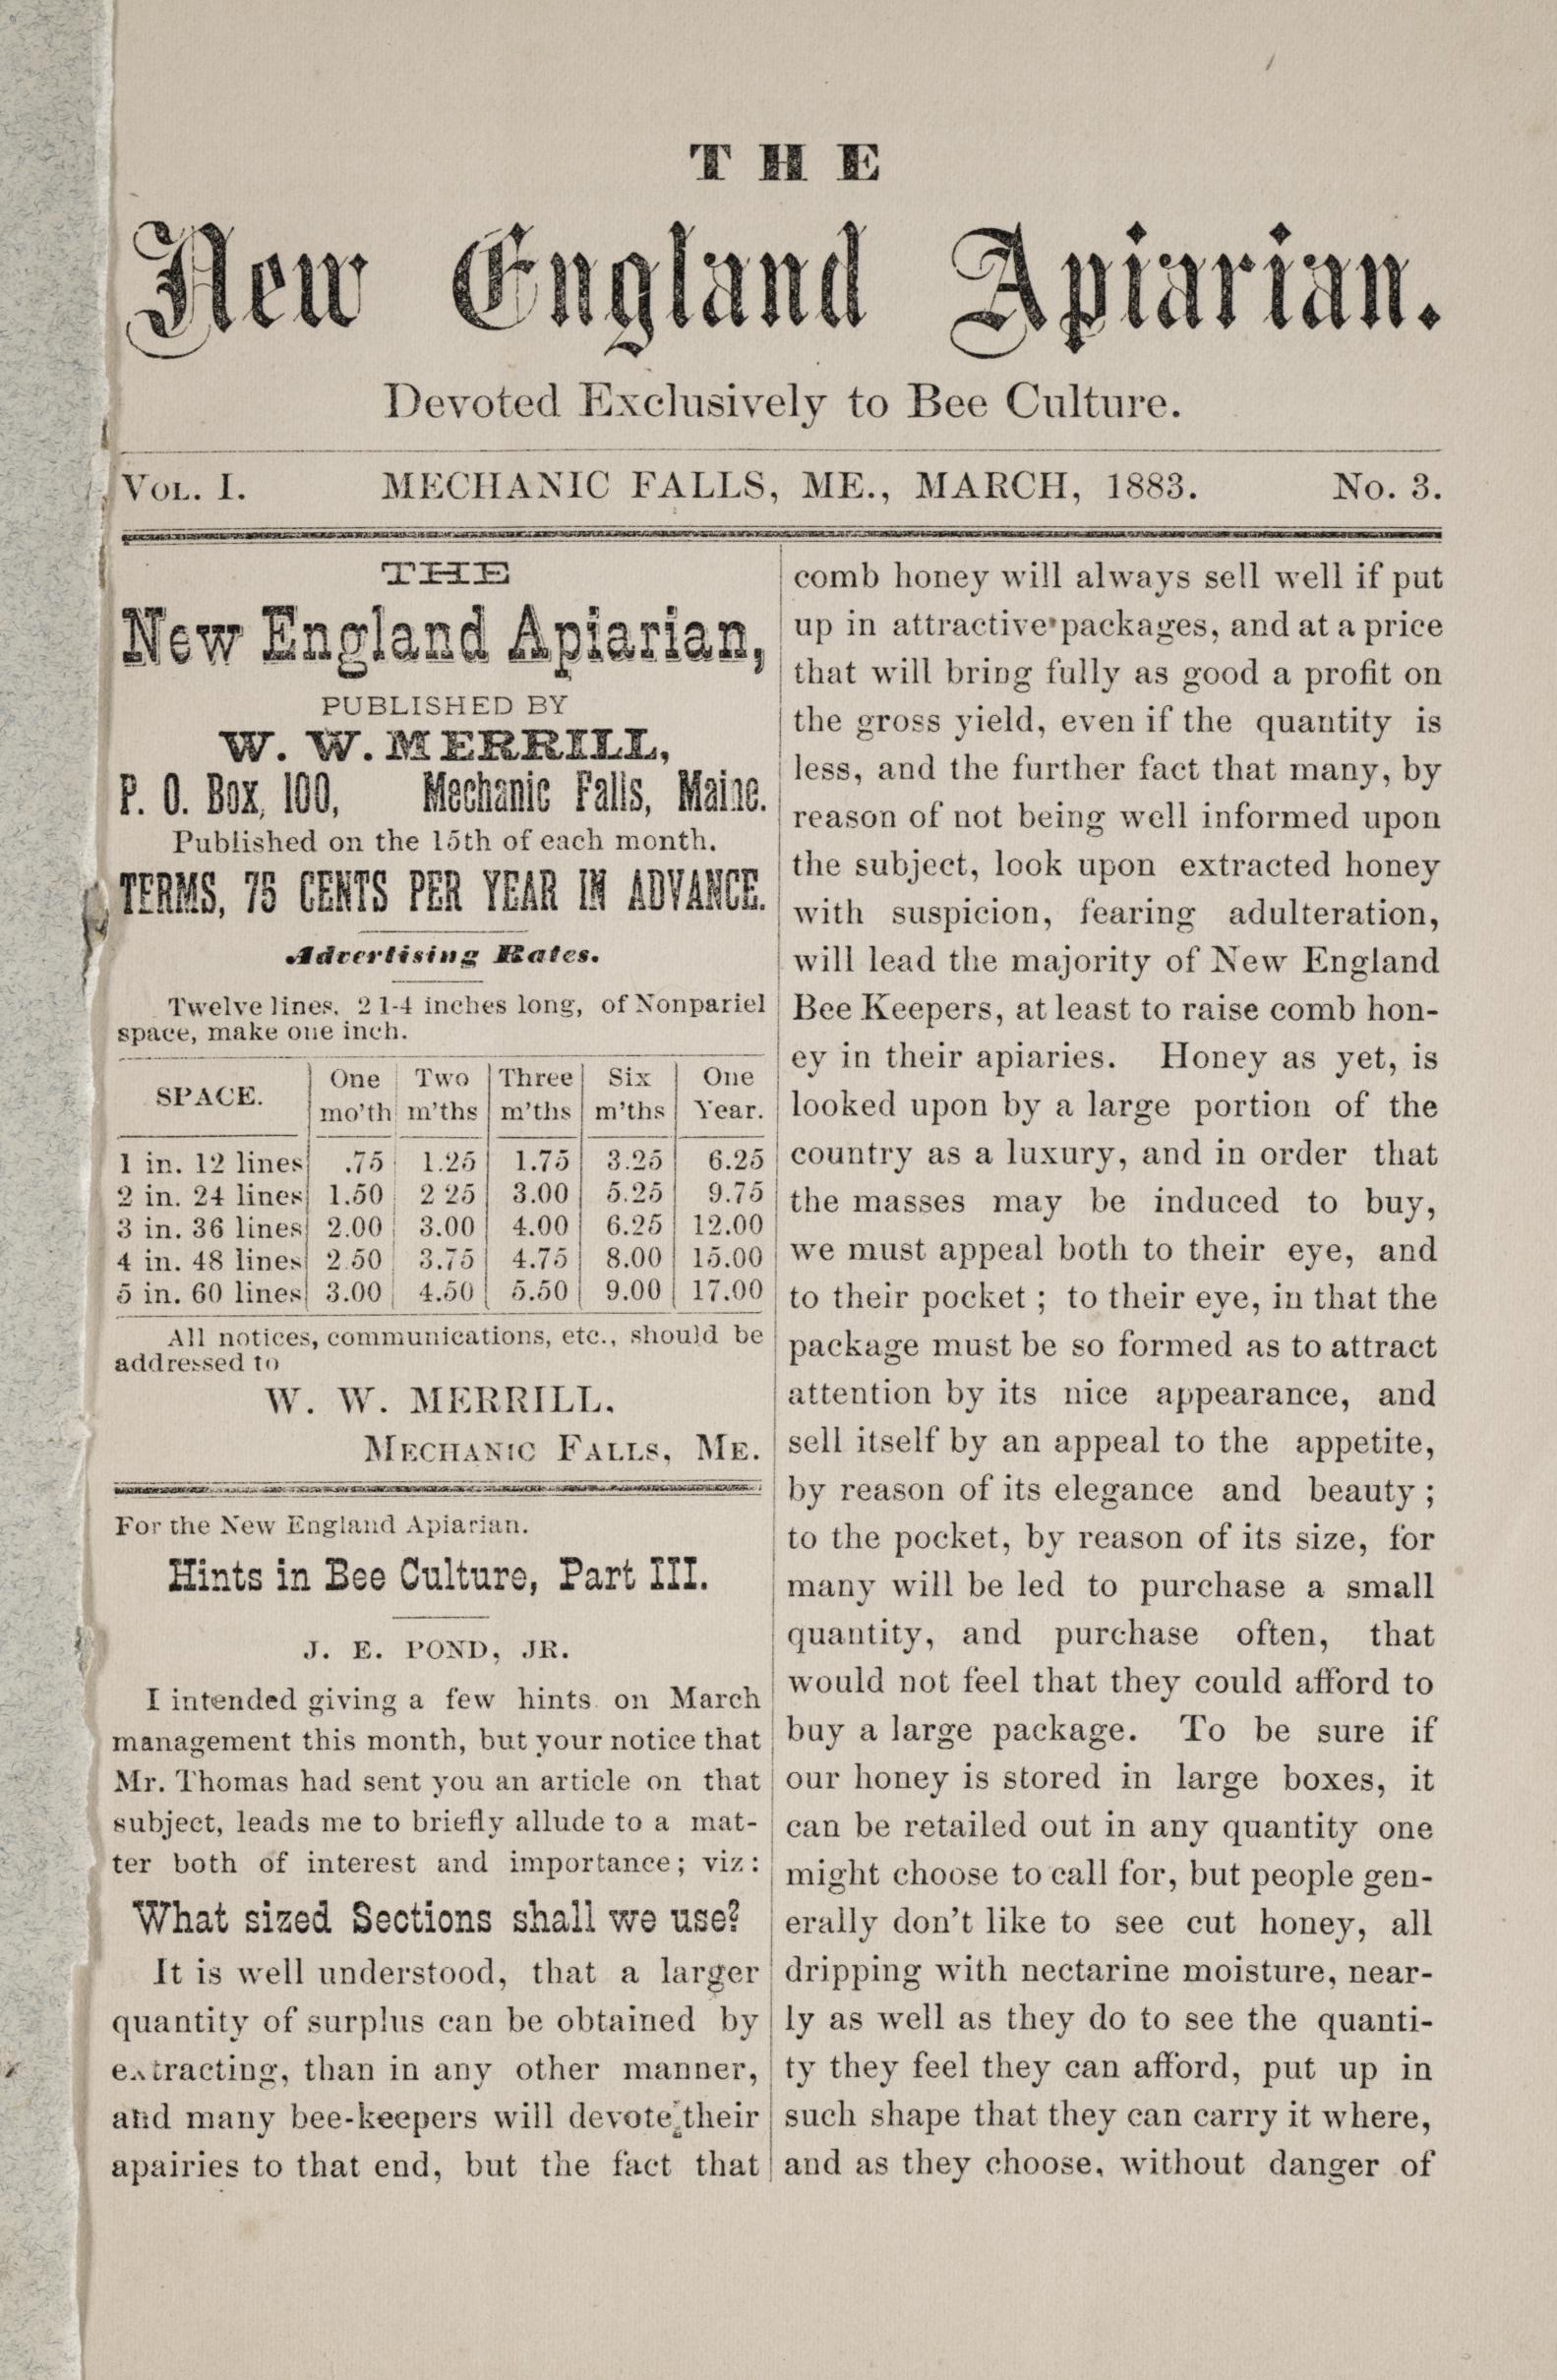 THE
New England Apiarian.
Devoted Exclusively to Bee Culture.
VOL. I. MECHANIC FALLS, ME., MARCH, 1883. No. 3.
THE
New England Apiarian,
PUBLISHED BY
W. W. MERRILL,
P. O. Box, 100, Mechanic Falls, Maine.
Published on the 15th of each month.
TERMS, 75 CENTS PER YEAR IN ADVANCE.
Advertising Rates.
Twelve lines, 2 1-4 inches long, of Nonpariel
space, make one inch.
SPACE. | One mo'th | Two m'ths | Three m'ths | Six m'ths | One Year.
1 in. 12 lines | .75 | 1.25 | 1.75 | 3.25 | 6.25
2 in. 24 lines | 1.50 | 2 25 | 3.00 | 5.25 | 9.75
3 in. 36 lines | 2.00 | 3.00 | 4.00 | 6.25 | 12.00
4 in. 48 lines | 2.50 | 3.75 | 4.75 | 8.00 | 15.00
5 in. 60 lines | 3.00 | 4.50 | 5.50 | 9.00 | 17.00
All notices, communications, etc., should be
addressed to
W. W. MERRILL.
MECHANIC FALLS, ME.
For the New England Apiarian.
Hints in Bee Culture, Part III.
J. E. POND, JR.
I intended giving a few hints on March
management this month, but your notice that
Mr. Thomas had sent you an article on that
subject, leads me to briefly allude to a mat-
ter both of interest and importance; viz:
What sized Sections shall we use?
It is well understood, that a larger
quantity of surplus can be obtained by
extracting, than in any other manner,
and many bee-keepers will devote their
apairies to that end, but the fact that
comb honey will always sell well if put
up in attractive packages, and at a price
that will bring fully as good a profit on
the gross yield, even if the quantity is
less, and the further fact that many, by
reason of not being well informed upon
the subject, look upon extracted honey
with suspicion, fearing adulteration,
will lead the majority of New England
Bee Keepers, at least to raise comb hon-
ey in their apiaries. Honey as yet, is
looked upon by a large portion of the
country as a luxury, and in order that
the masses may be induced to buy,
we must appeal both to their eye, and
to their pocket ; to their eye, in that the
package must be so formed as to attract
attention by its nice appearance, and
sell itself by an appeal to the appetite,
by reason of its elegance and beauty ;
to the pocket, by reason of its size, for
many will be led to purchase a small
quantity, and purchase often, that
would not feel that they could afford to
buy a large package. To be sure if
our honey is stored in large boxes, it
can be retailed out in any quantity one
might choose to call for, but people gen-
erally don't like to see cut honey, all
dripping with nectarine moisture, near-
ly as well as they do to see the quanti-
ty they feel they can afford, put up in
such shape that they can carry it where,
and as they choose, without danger of